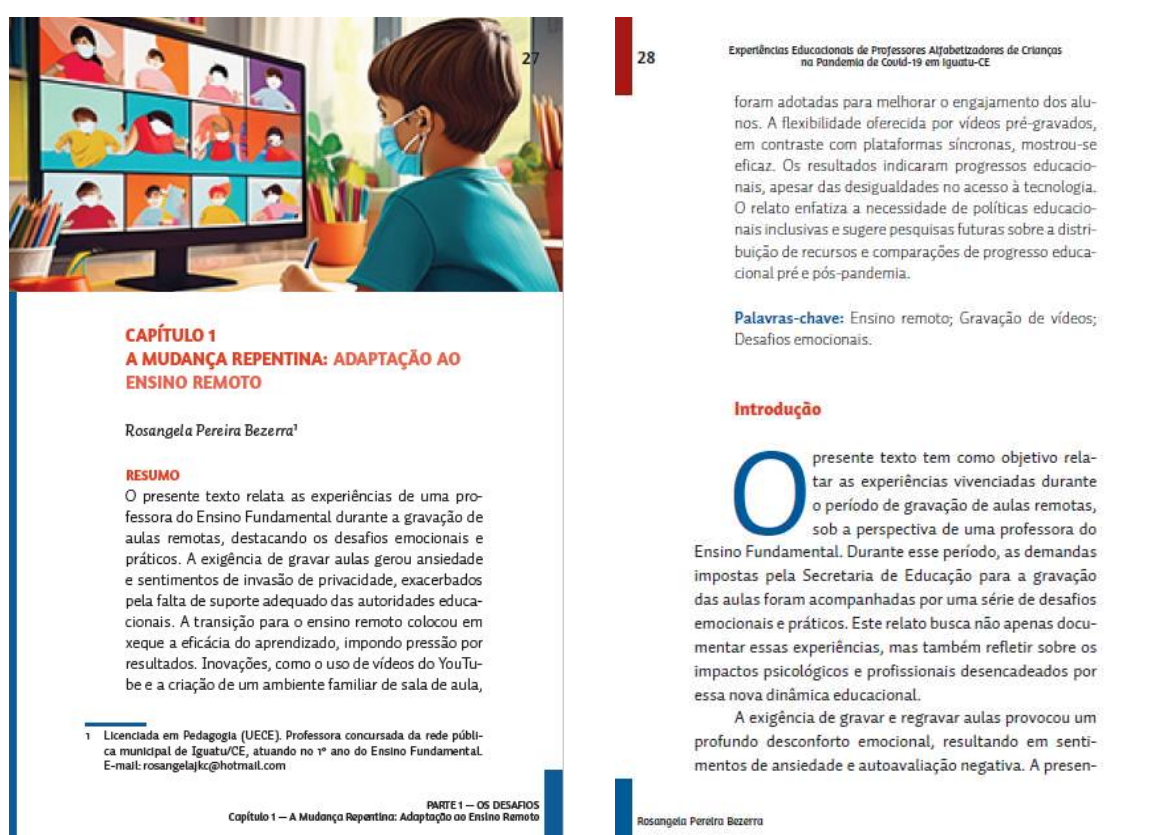 27
CAPÍTULO 1
A MUDANÇA REPENTINA: ADAPTAÇÃO AO
ENSINO REMOTO
Rosangela Pereira Bezerra¹
RESUMO
O presente texto relata as experiências de uma pro-
fessora do Ensino Fundamental durante a gravação de
aulas remotas, destacando os desafios emocionais e
práticos. A exigência de gravar aulas gerou ansiedade
e sentimentos de invasão de privacidade, exacerbados
pela falta de suporte adequado das autoridades educa-
cionais. A transição para o ensino remoto colocou em
xeque a eficácia do aprendizado, impondo pressão por
resultados. Inovações, como o uso de vídeos do YouTu-
be e a criação de um ambiente familiar de sala de aula,
1 Licenciada em Pedagogia (UECE). Professora concursada da rede públi-
ca municipal de Iguatu/CE, atuando no 1º ano do Ensino Fundamental.
E-mail: rosangelajkc@hotmail.com
PARTE 1 — OS DESAFIOS
Capítulo 1 — A Mudança Repentina: Adaptação ao Ensino Remoto
28
Experiências Educacionais de Professores Alfabetizadores de Crianças
na Pandemia de Covid-19 em Iguatu-CE
foram adotadas para melhorar o engajamento dos alu-
nos. A flexibilidade oferecida por vídeos pré-gravados,
em contraste com plataformas síncronas, mostrou-se
eficaz. Os resultados indicaram progressos educacio-
nais, apesar das desigualdades no acesso à tecnologia.
O relato enfatiza a necessidade de políticas educacio-
nais inclusivas e sugere pesquisas futuras sobre a distri-
buição de recursos e comparações de progresso educa-
cional pré e pós-pandemia.
Palavras-chave: Ensino remoto; Gravação de vídeos;
Desafios emocionais.
Introdução
O presente texto tem como objetivo rela-
tar as experiências vivenciadas durante
o período de gravação de aulas remotas,
sob a perspectiva de uma professora do
Ensino Fundamental. Durante esse período, as demandas
impostas pela Secretaria de Educação para a gravação
das aulas foram acompanhadas por uma série de desafios
emocionais e práticos. Este relato busca não apenas docu-
mentar essas experiências, mas também refletir sobre os
impactos psicológicos e profissionais desencadeados por
essa nova dinâmica educacional.
A exigência de gravar e regravar aulas provocou um
profundo desconforto emocional, resultando em senti-
mentos de ansiedade e autoavaliação negativa. A presen-
Rosangela Pereira Bezerra